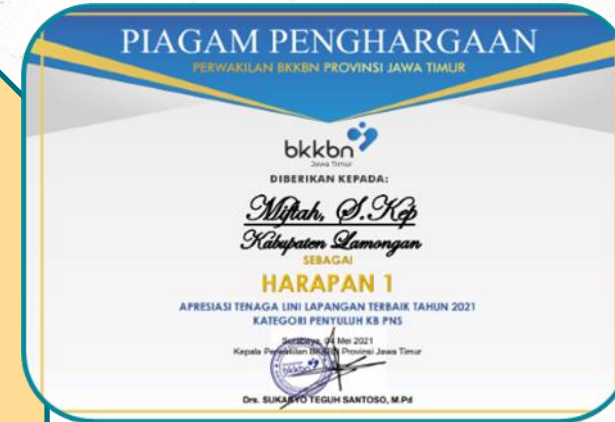 PIAGAM PENGHARGAAN
PERWAKILAN BKKBN PROVINSI JAWA TIMUR
bkkbn
Jawa Timur
DIBERIKAN KEPADA:
Miftah, S.Kep
Kabupaten Lamongan
SEBAGAI
HARAPAN 1
APRESIASI TENAGA LINI LAPANGAN TERBAIK TAHUN 2021
KATEGORI PENYULUH KB PNS
Surabaya, 04 Mei 2021
Kepala Perwakilan BKKBN Provinsi Jawa Timur
bkkbn
Drs. SUKARYO TEGUH SANTOSO, M.Pd